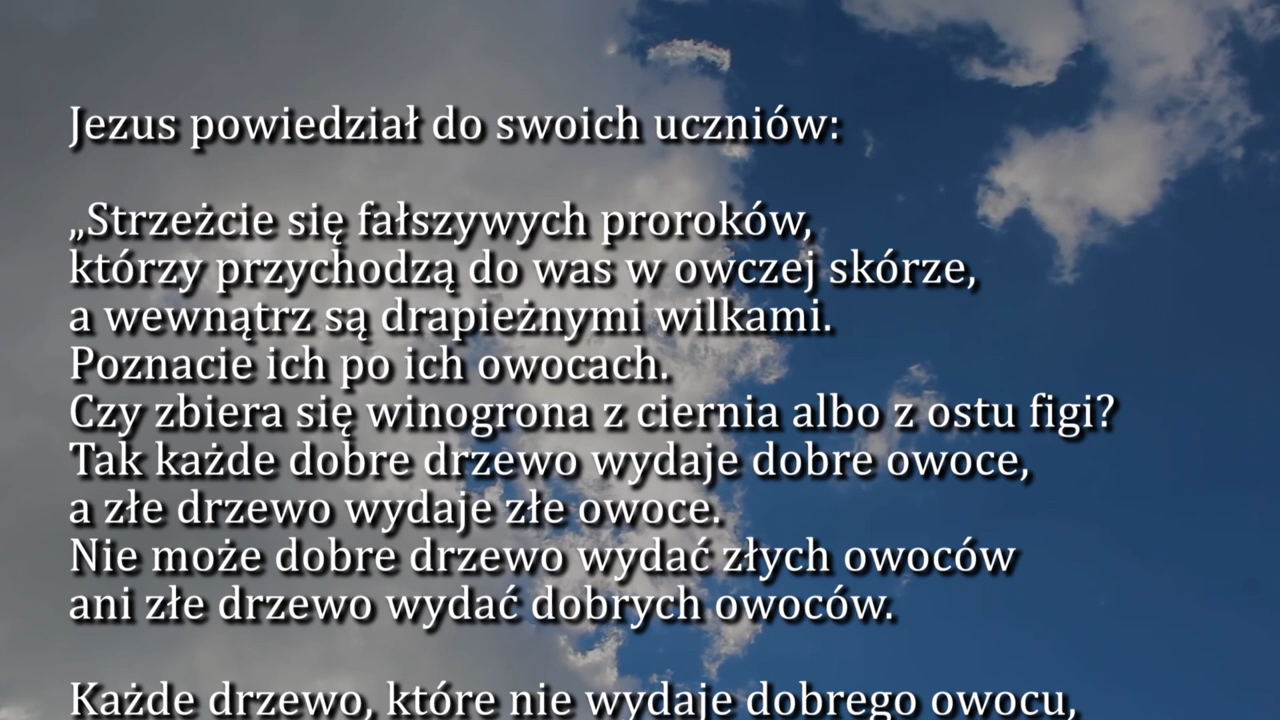 Jezus powiedział do swoich uczniów:
„Strzeżcie się fałszywych proroków,
którzy przychodzą do was w owczej skórze,
a wewnątrz są drapieżnymi wilkami.
Poznacie ich po ich owocach.
Czy zbiera się winogrona z ciernia albo z ostu figi?
Tak każde dobre drzewo wydaje dobre owoce,
a złe drzewo wydaje złe owoce.
Nie może dobre drzewo wydać złych owoców
ani złe drzewo wydać dobrych owoców.
Każde drzewo, które nie wydaje dobrego owocu,